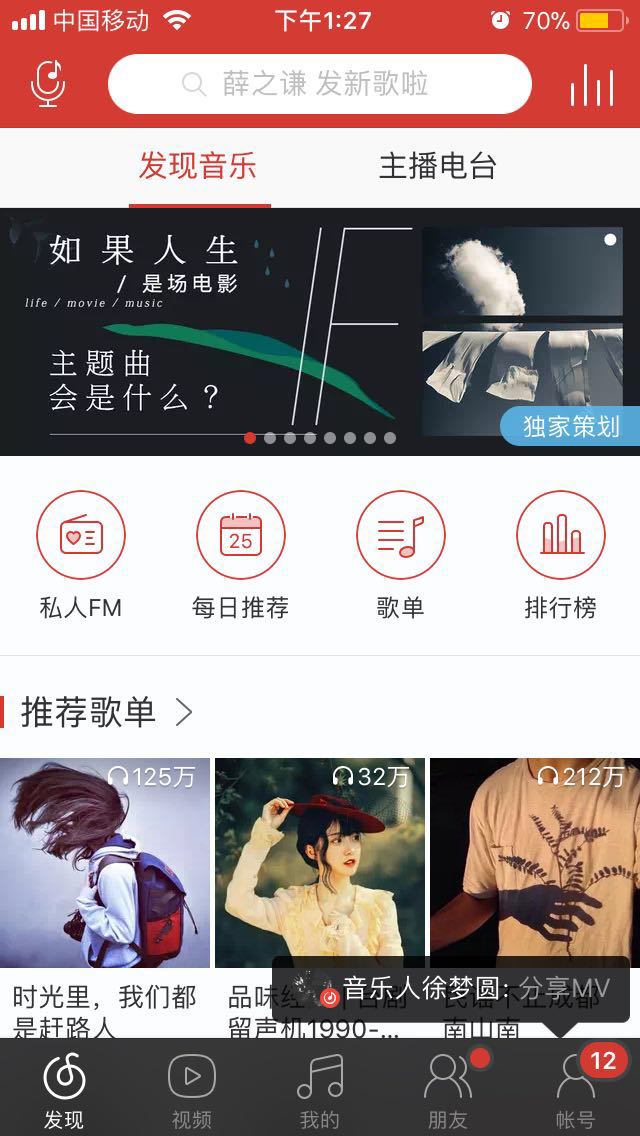 中国移动 下午1:27 70%
薛之谦 发新歌啦
发现音乐 主播电台
如果人生
/ 是场电影
life / movie / music
主题曲
会是什么？
独家策划
25
私人FM 每日推荐 歌单 排行榜
推荐歌单
125万 32万 212万
时光里，我们都
是赶路人
品味经
留声机1990-...
民谣不止成都
南山南
音乐人徐梦圆: 分享MV
12
发现 视频 我的 朋友 帐号